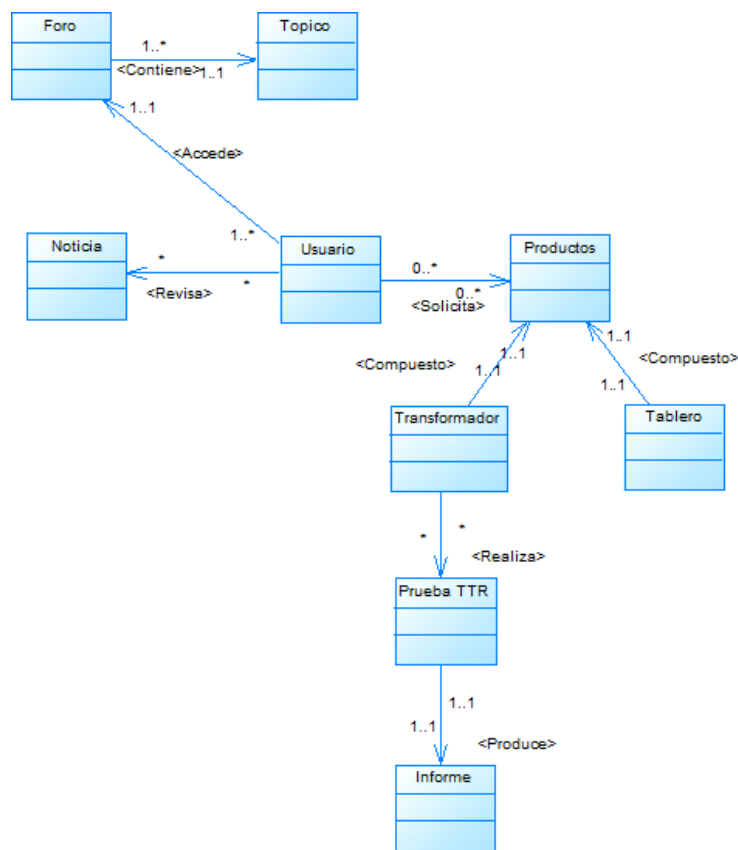 Foro
Topico
1..*
<Contiene>
1..1
1..1
<Accede>
1..*
Noticia
Usuario
Productos
*
0..*
<Revisa>
*
0..*
<Solicita>
1..1
1..1
<Compuesto>
1..1
<Compuesto>
1..1
Transformador
Tablero
*
*
<Realiza>
Prueba TTR
1..1
1..1
<Produce>
Informe